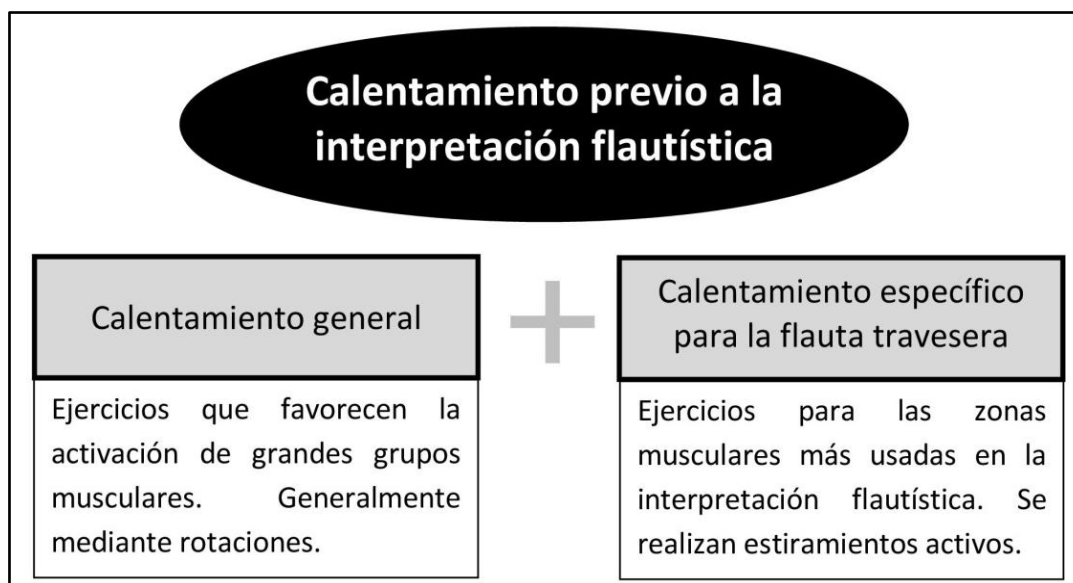 Calentamiento previo a la
interpretación flautística
Calentamiento general
Ejercicios que favorecen la
activación de grandes grupos
musculares. Generalmente
mediante rotaciones.
Calentamiento específico
para la flauta travesera
Ejercicios para las zonas
musculares más usadas en la
interpretación flautística. Se
realizan estiramientos activos.